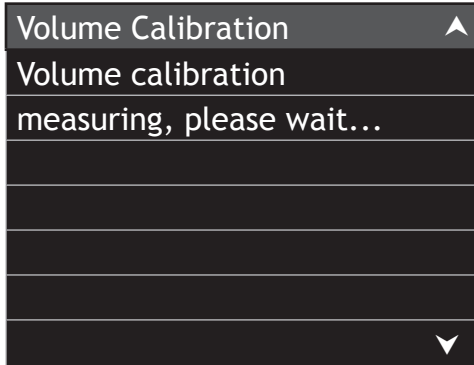 Volume Calibration
Volume calibration
measuring, please wait...